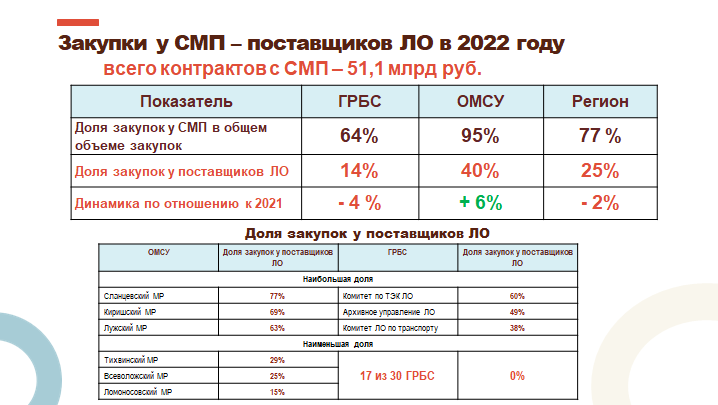 Закупки у СМП – поставщиков ЛО в 2022 году
всего контрактов с СМП – 51,1 млрд руб.
Показатель ГРБС ОМСУ Регион
Доля закупок у СМП в общем
объеме закупок 64% 95% 77 %
Доля закупок у поставщиков ЛО 14% 40% 25%
Динамика по отношению к 2021 - 4 % + 6% - 2%
Доля закупок у поставщиков ЛО
ОМСУ Доля закупок у поставщиков ГРБС Доля закупок у поставщиков
ЛО ЛО
Наибольшая доля
Сланцевский МР 77% Комитет по ТЭК ЛО 60%
Киришский МР 69% Архивное управление ЛО 49%
Лужский МР 63% Комитет ЛО по транспорту 38%
Наименьшая доля
Тихвинский МР 29%
Всеволожский МР 25% 17 из 30 ГРБС 0%
Ломоносовский МР 15%